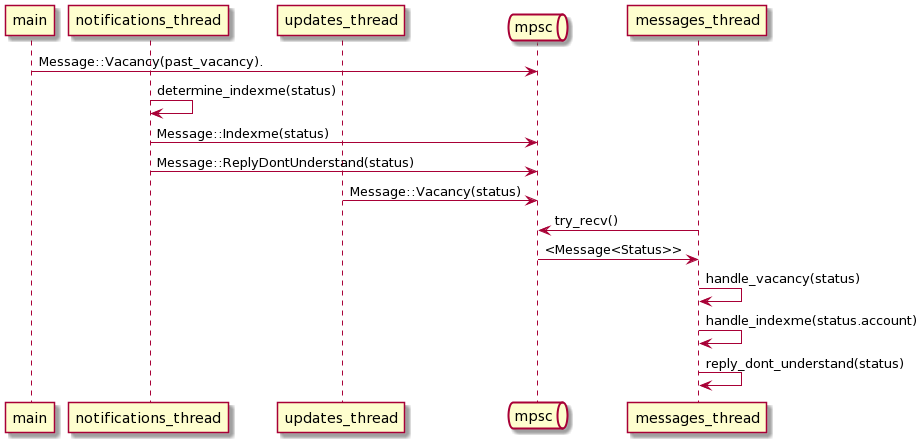 main
notifications_thread
updates_thread
mpsc
messages_thread
Message::Vacancy(past_vacancy).
determine_indexme(status)
Message::Indexme(status)
Message::ReplyDontUnderstand(status)
Message::Vacancy(status)
try_recv()
<Message<Status>>
handle_vacancy(status)
handle_indexme(status.account)
reply_dont_understand(status)
main
notifications_thread
updates_thread
mpsc
messages_thread